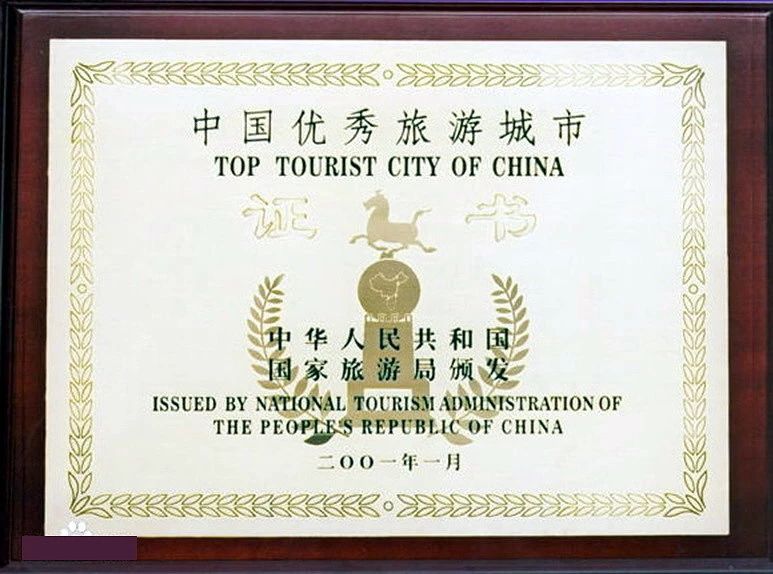 中国优秀旅游城市
TOP TOURIST CITY OF CHINA
证书
中华人民共和国
国家旅游局颁发
ISSUED BY NATIONAL TOURISM ADMINISTRATION OF
THE PEOPLE'S REPUBLIC OF CHINA
二〇〇一年一月